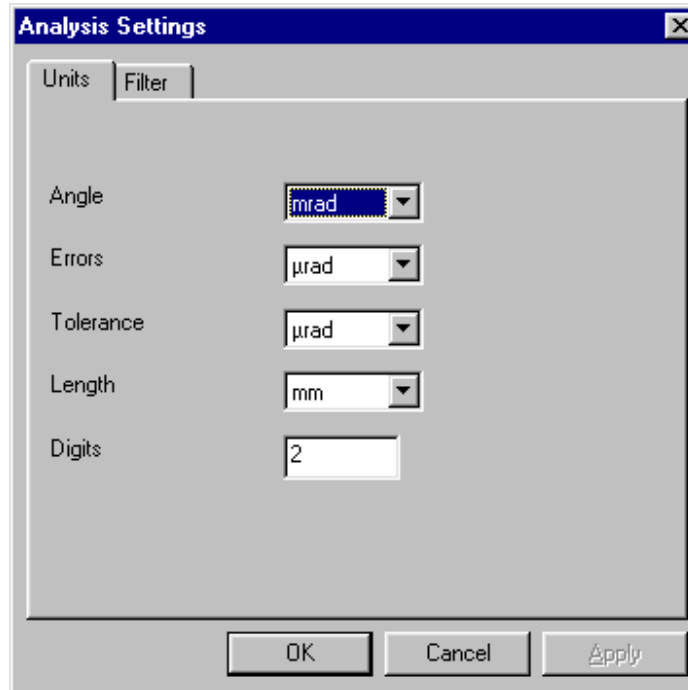 Analysis Settings
Units Filter
Angle mrad
Errors µrad
Tolerance µrad
Length mm
Digits 2
OK Cancel Apply